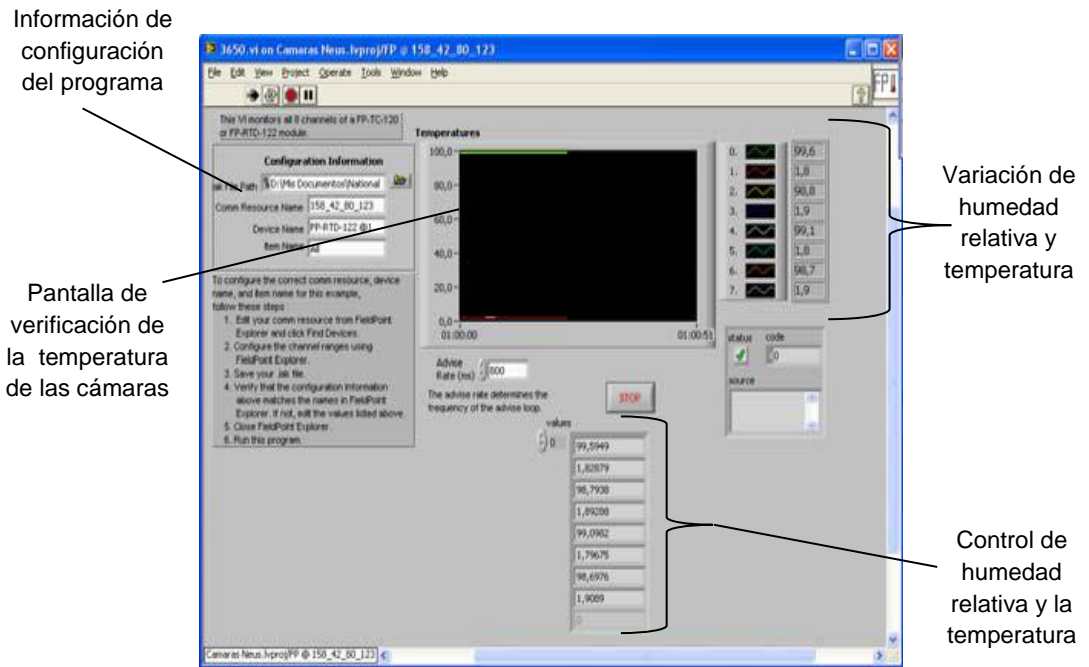 Información de
configuración
del programa
Pantalla de
verificación de
la temperatura
de las cámaras
3650.vi on Camaras Neus.lvproj/FP @ 158_42_80_123
File Edit View Project Operate Tools Window Help
FP
This VI monitors all 8 channels of a FP-TC-120
or FP-RTD-122 module.
Configuration Information
File Path D:\Mis Documentos\National
Comm Resource Name 158_42_80_123
Device Name FP-RTD-122 @1
Item Name All
To configure the correct comm resource, device
name, and item name for this example,
follow these steps :
1. Edit your comm resource from FieldPoint
Explorer and click Find Devices.
2. Configure the channel ranges using
FieldPoint Explorer.
3. Save your .iak file.
4. Verify that the configuration information
above matches the names in FieldPoint
Explorer. If not, edit the values listed above.
5. Close FieldPoint Explorer.
6. Run this program.
Temperatures
100,0
80,0
60,0
40,0
20,0
0,0
01:00:00
01:00:51
0. 99,6
1. 1,8
2. 98,8
3. 1,9
4. 99,1
5. 1,8
6. 98,7
7. 1,9
Advise
Rate (ms) 800
The advise rate determines the
frequency of the advise loop.
STOP
status code
0
source
values
0
99,5949
1,82879
98,7938
1,89288
99,0982
1,79675
98,6976
1,9089
0
Camaras Neus.lvproj/FP @ 158_42_80_123
Variación de
humedad
relativa y
temperatura
Control de
humedad
relativa y la
temperatura